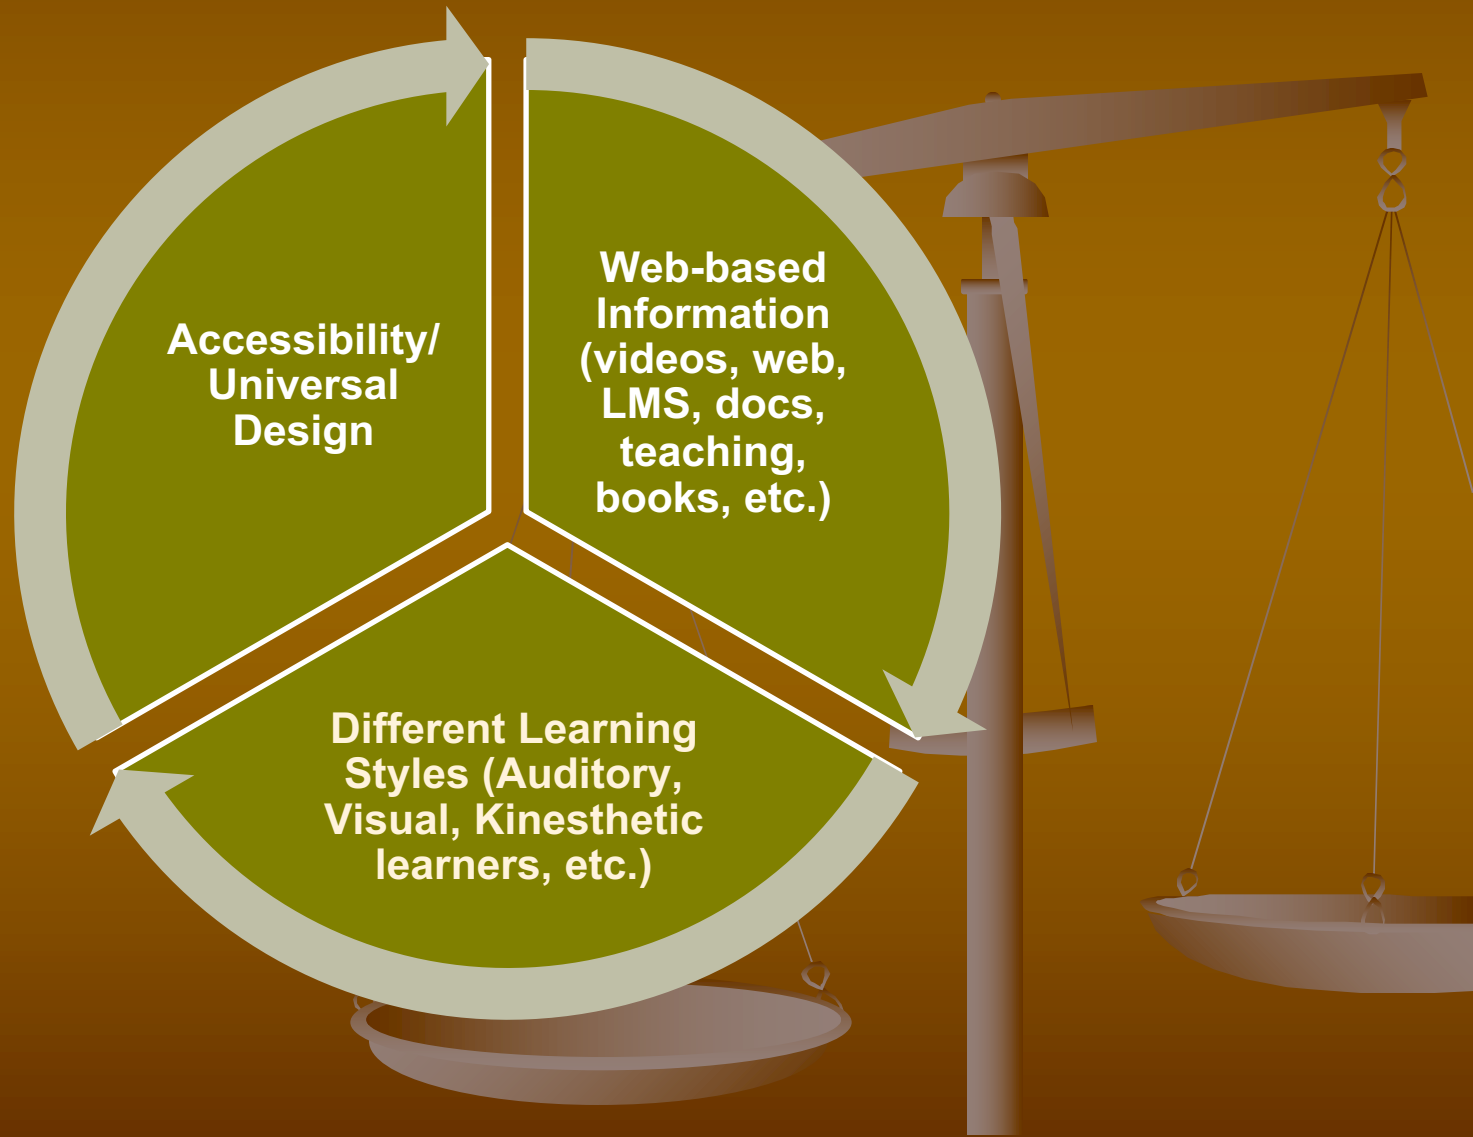 Accessibility/
Universal
Design
Web-based
Information
(videos, web,
LMS, docs,
teaching,
books, etc.)
Different Learning
Styles (Auditory,
Visual, Kinesthetic
learners, etc.)